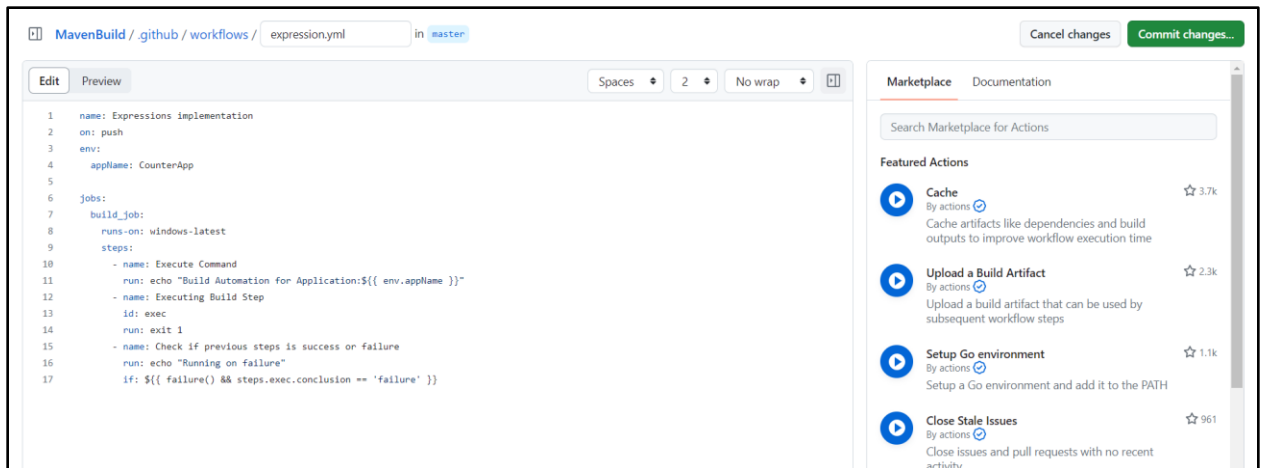 MavenBuild / .github / workflows / expression.yml in master
Cancel changes Commit changes...
Edit Preview
Spaces 2 No wrap
1 name: Expressions implementation
2 on: push
3 env:
4   appName: CounterApp
5
6 jobs:
7   build_job:
8     runs-on: windows-latest
9     steps:
10       - name: Execute Command
11         run: echo "Build Automation for Application:${{ env.appName }}"
12       - name: Executing Build Step
13         id: exec
14         run: exit 1
15       - name: Check if previous steps is success or failure
16         run: echo "Running on failure"
17         if: ${{ failure() && steps.exec.conclusion == 'failure' }}
Marketplace Documentation
Search Marketplace for Actions
Featured Actions
Cache 3.7k
By actions
Cache artifacts like dependencies and build
outputs to improve workflow execution time
Upload a Build Artifact 2.3k
By actions
Upload a build artifact that can be used by
subsequent workflow steps
Setup Go environment 1.1k
By actions
Setup a Go environment and add it to the PATH
Close Stale Issues 961
By actions
Close issues and pull requests with no recent
activity